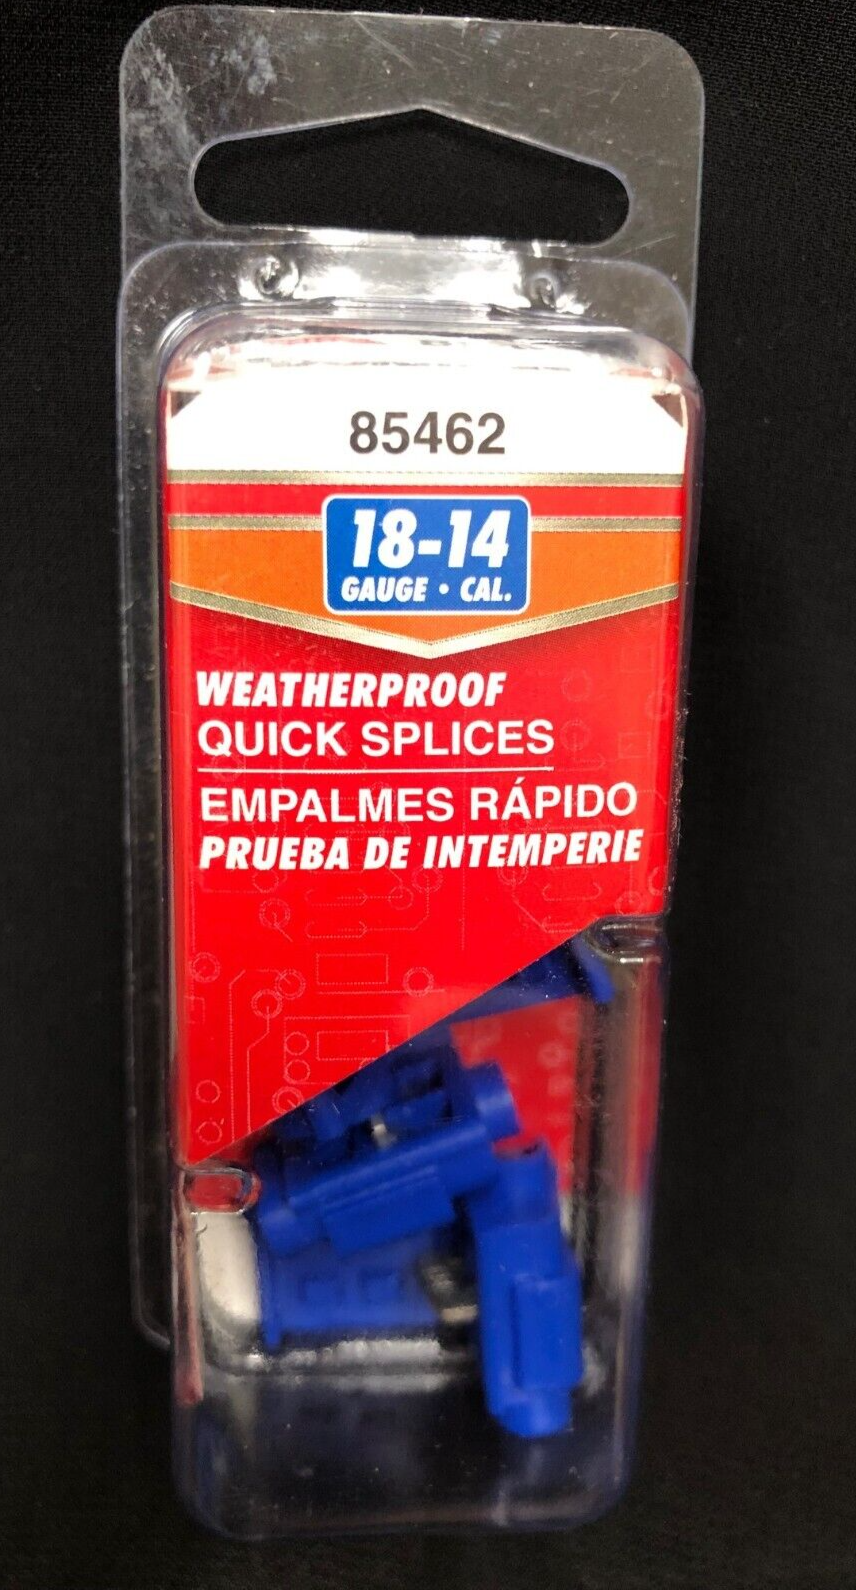 85462
18-14
GAUGE • CAL.
WEATHERPROOF
QUICK SPLICES
EMPALMES RÁPIDO
PRUEBA DE INTEMPERIE